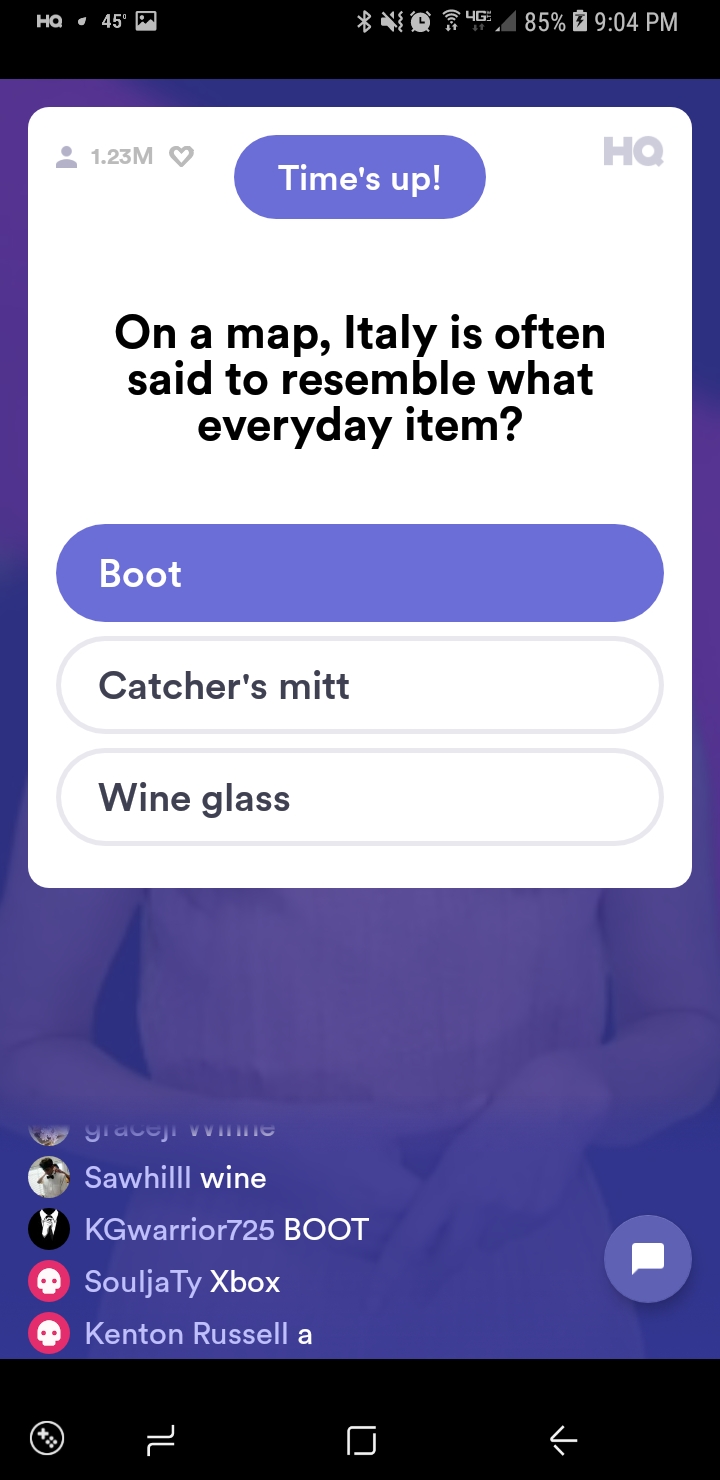 HQ 45° 4G 85% 9:04 PM
1.23M Time's up! HQ
On a map, Italy is often
said to resemble what
everyday item?
Boot
Catcher's mitt
Wine glass
Sawhilll wine
KGwarrior725 BOOT
SouljaTy Xbox
Kenton Russell a